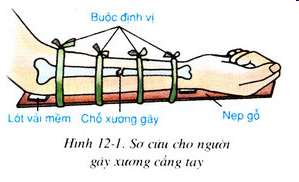 Buộc định vị
Lót vải mềm Chỗ xương gãy Nẹp gỗ
Hình 12-1. Sơ cứu cho người
gãy xương cẳng tay